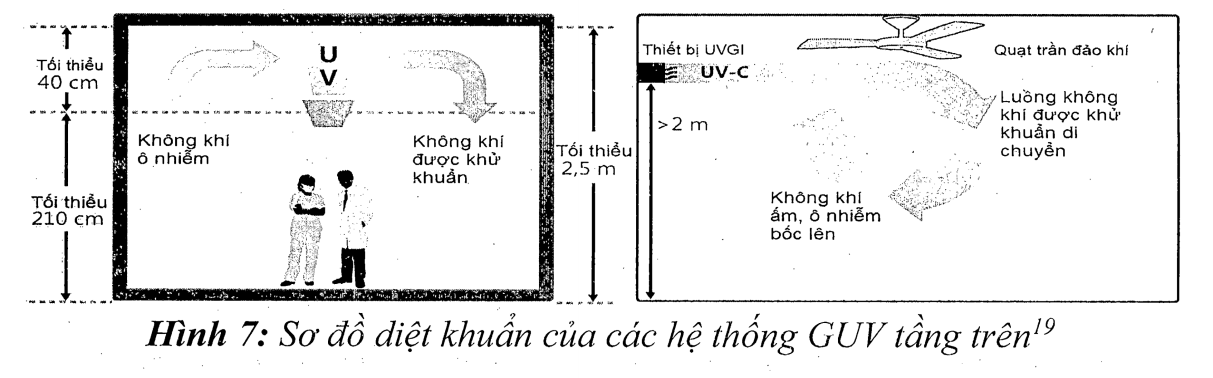 Tối thiểu
40 cm
Tối thiểu
210 cm
U
V
Không khí
ô nhiễm
Không khí
được khử
khuẩn
Tối thiểu
2,5 m
Thiết bị UVGI
UV-C
>2 m
Quạt trần đảo khí
Luồng không
khí được khử
khuẩn di
chuyển
Không khí
ấm, ô nhiễm
bốc lên
Hình 7: Sơ đồ diệt khuẩn của các hệ thống GUV tầng trên19